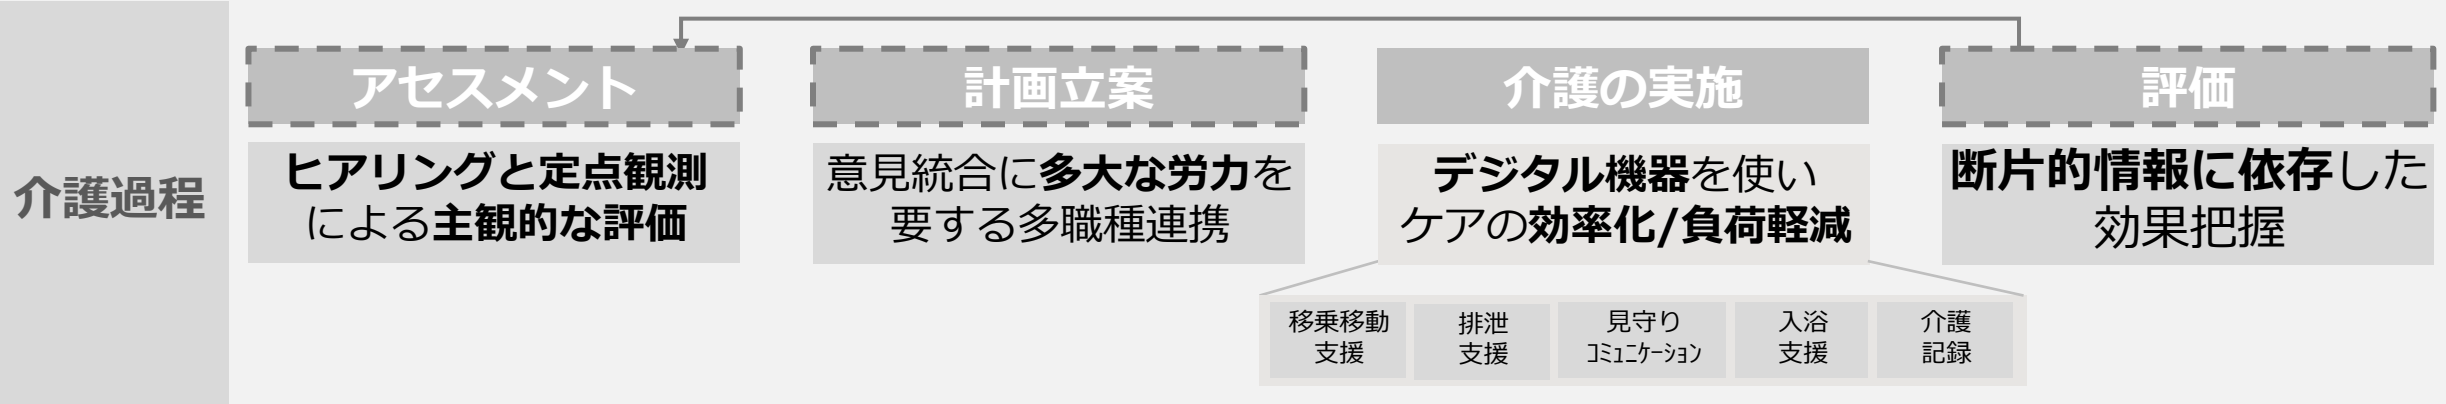 介護過程
アセスメント
ヒアリングと定点観測
による主観的な評価
計画立案
意見統合に多大な労力を
要する多職種連携
介護の実施
デジタル機器を使い
ケアの効率化/負荷軽減
移乗移動
支援
排泄
支援
見守り
ｺﾐｭﾆｹｰｼｮﾝ
入浴
支援
介護
記録
評価
断片的情報に依存した
効果把握